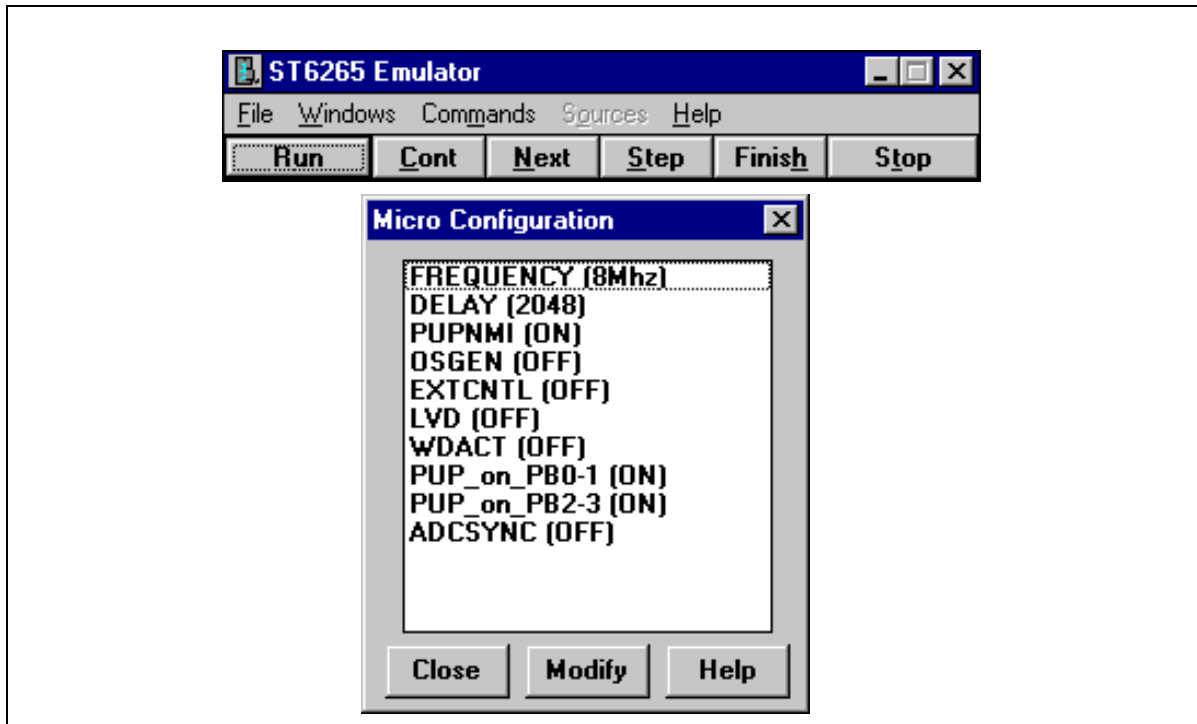 ST6265 Emulator
File Windows Commands Sources Help
Run Cont Next Step Finish Stop
Micro Configuration
FREQUENCY (8Mhz)
DELAY (2048)
PUPNMI (ON)
OSGEN (OFF)
EXTCNTL (OFF)
LVD (OFF)
WDACT (OFF)
PUP_on_PB0-1 (ON)
PUP_on_PB2-3 (ON)
ADCSYNC (OFF)
Close Modify Help